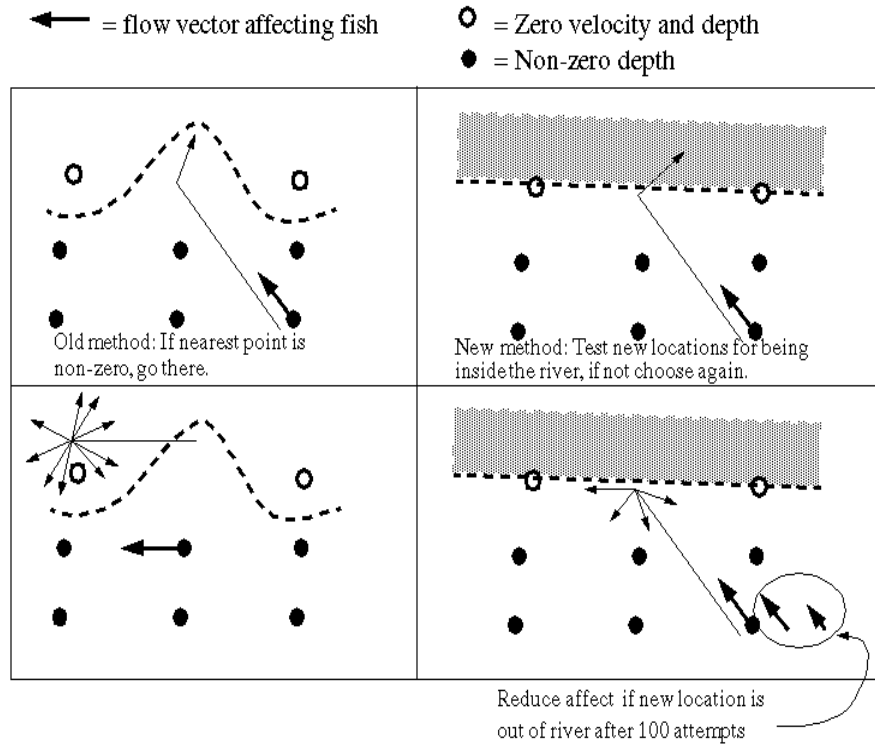 = flow vector affecting fish
= Zero velocity and depth
= Non-zero depth
Old method: If nearest point is
non-zero, go there.
New method: Test new locations for being
inside the river, if not choose again.
Reduce affect if new location is
out of river after 100 attempts